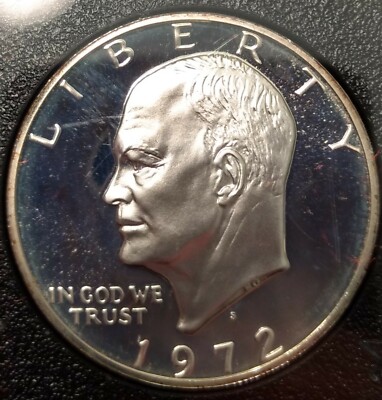 LIBERTY
IN GOD WE
TRUST
S
1972